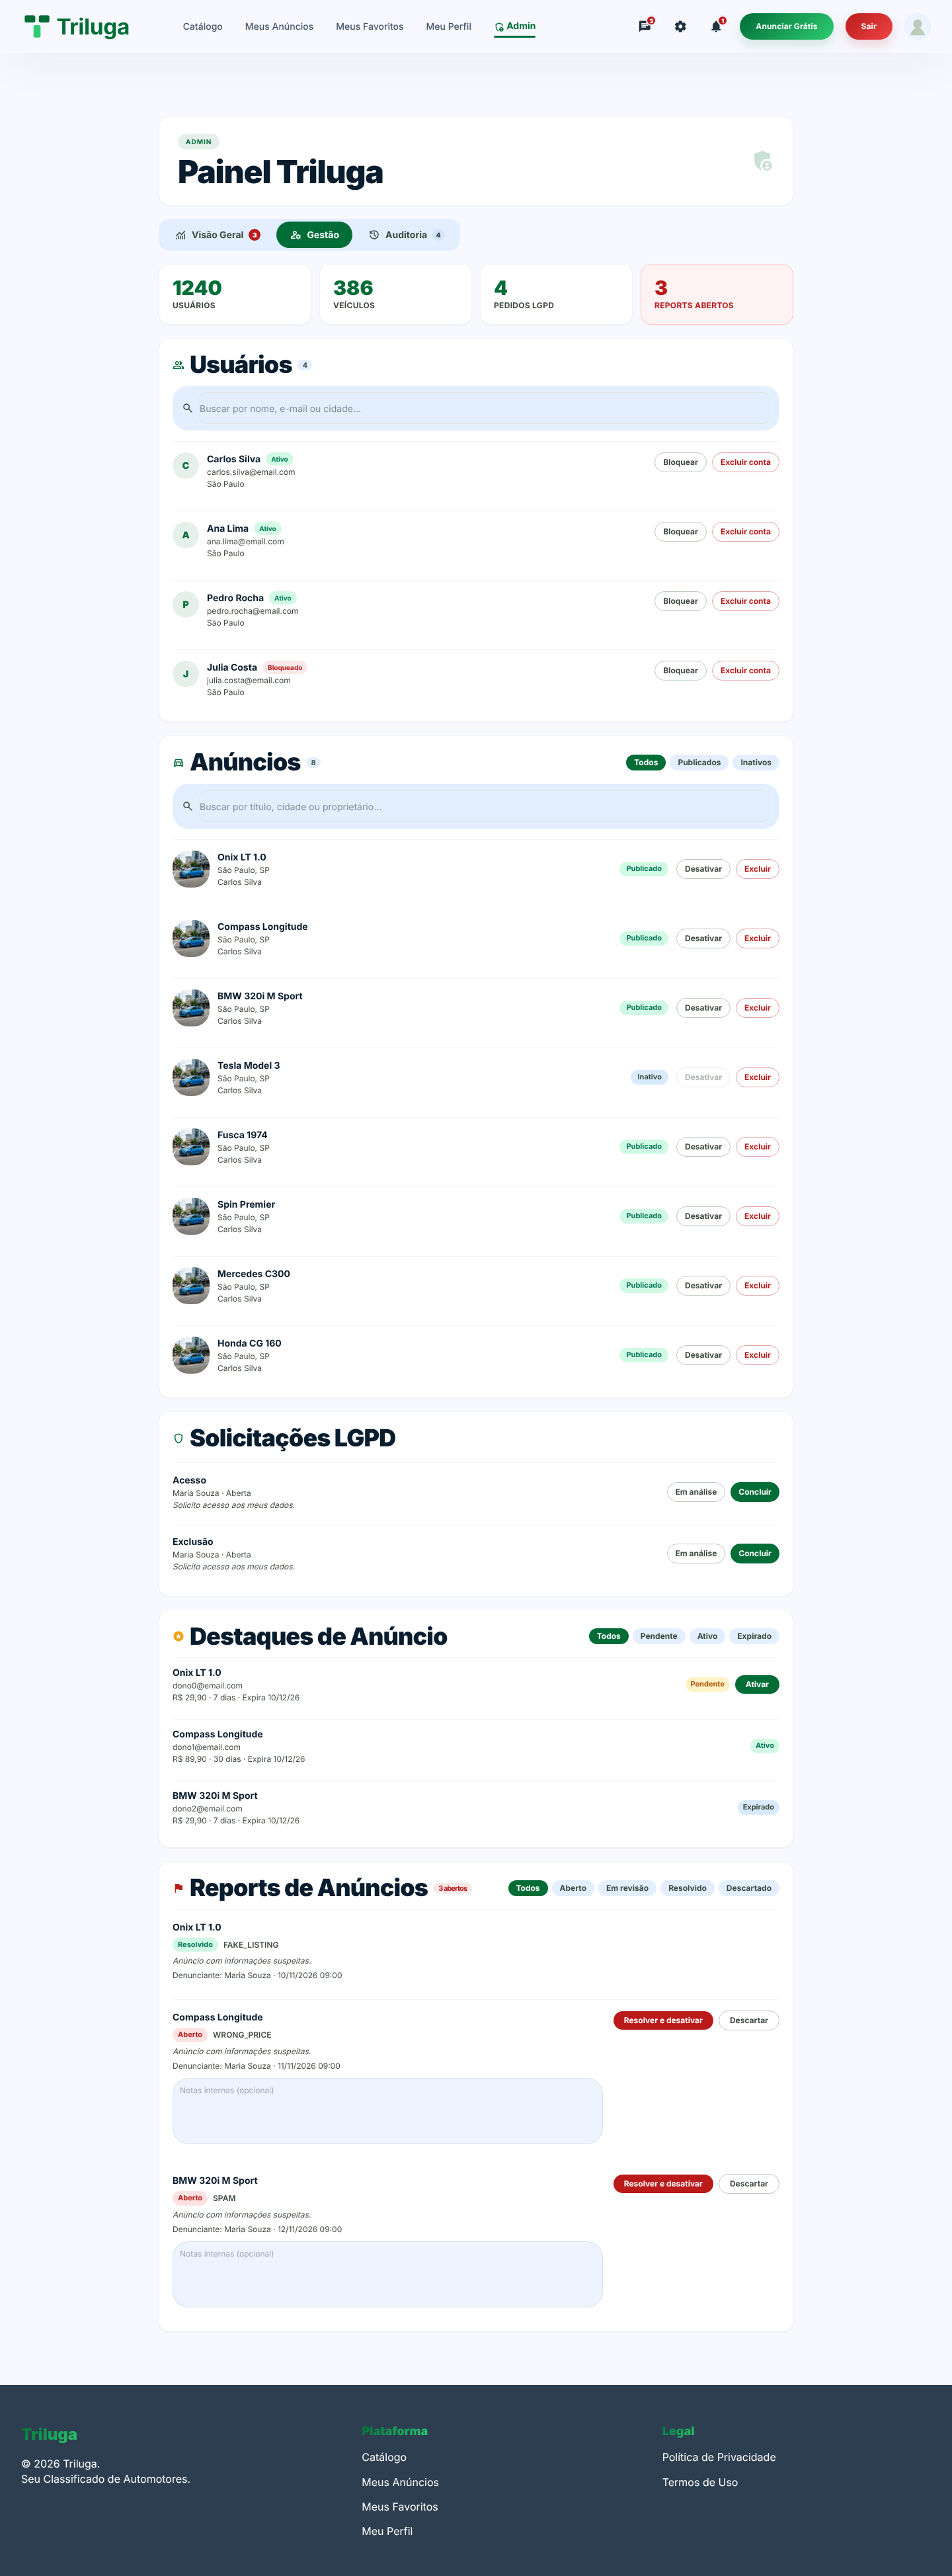 Triluga
Catálogo
Meus Anúncios
Meus Favoritos
Meu Perfil
Admin
3
1
Anunciar Grátis
Sair
ADMIN
Painel Triluga
Visão Geral 3
Gestão
Auditoria 4
1240
USUÁRIOS
386
VEÍCULOS
4
PEDIDOS LGPD
3
REPORTS ABERTOS
Usuários 4
Buscar por nome, e-mail ou cidade...
C
Carlos Silva Ativo
carlos.silva@email.com
São Paulo
Bloquear Excluir conta
A
Ana Lima Ativo
ana.lima@email.com
São Paulo
Bloquear Excluir conta
P
Pedro Rocha Ativo
pedro.rocha@email.com
São Paulo
Bloquear Excluir conta
J
Julia Costa Bloqueado
julia.costa@email.com
São Paulo
Bloquear Excluir conta
Anúncios 8
Todos Publicados Inativos
Buscar por título, cidade ou proprietário...
Onix LT 1.0
São Paulo, SP
Carlos Silva
Publicado Desativar Excluir
Compass Longitude
São Paulo, SP
Carlos Silva
Publicado Desativar Excluir
BMW 320i M Sport
São Paulo, SP
Carlos Silva
Publicado Desativar Excluir
Tesla Model 3
São Paulo, SP
Carlos Silva
Inativo Desativar Excluir
Fusca 1974
São Paulo, SP
Carlos Silva
Publicado Desativar Excluir
Spin Premier
São Paulo, SP
Carlos Silva
Publicado Desativar Excluir
Mercedes C300
São Paulo, SP
Carlos Silva
Publicado Desativar Excluir
Honda CG 160
São Paulo, SP
Carlos Silva
Publicado Desativar Excluir
Solicitações LGPD
Acesso
Maria Souza · Aberta
Solicito acesso aos meus dados.
Em análise Concluir
Exclusão
Maria Souza · Aberta
Solicito acesso aos meus dados.
Em análise Concluir
Destaques de Anúncio
Todos Pendente Ativo Expirado
Onix LT 1.0
dono0@email.com
R$ 29,90 · 7 dias · Expira 10/12/26
Pendente Ativar
Compass Longitude
dono1@email.com
R$ 89,90 · 30 dias · Expira 10/12/26
Ativo
BMW 320i M Sport
dono2@email.com
R$ 29,90 · 7 dias · Expira 10/12/26
Expirado
Reports de Anúncios 3 abertos
Todos Aberto Em revisão Resolvido Descartado
Onix LT 1.0
Resolvido FAKE_LISTING
Anúncio com informações suspeitas.
Denunciante: Maria Souza · 10/11/2026 09:00
Compass Longitude
Resolver e desativar Descartar
Aberto WRONG_PRICE
Anúncio com informações suspeitas.
Denunciante: Maria Souza · 11/11/2026 09:00
Notas internas (opcional)
BMW 320i M Sport
Resolver e desativar Descartar
Aberto SPAM
Anúncio com informações suspeitas.
Denunciante: Maria Souza · 12/11/2026 09:00
Notas internas (opcional)
Triluga
© 2026 Triluga.
Seu Classificado de Automotores.
Plataforma
Catálogo
Meus Anúncios
Meus Favoritos
Meu Perfil
Legal
Política de Privacidade
Termos de Uso